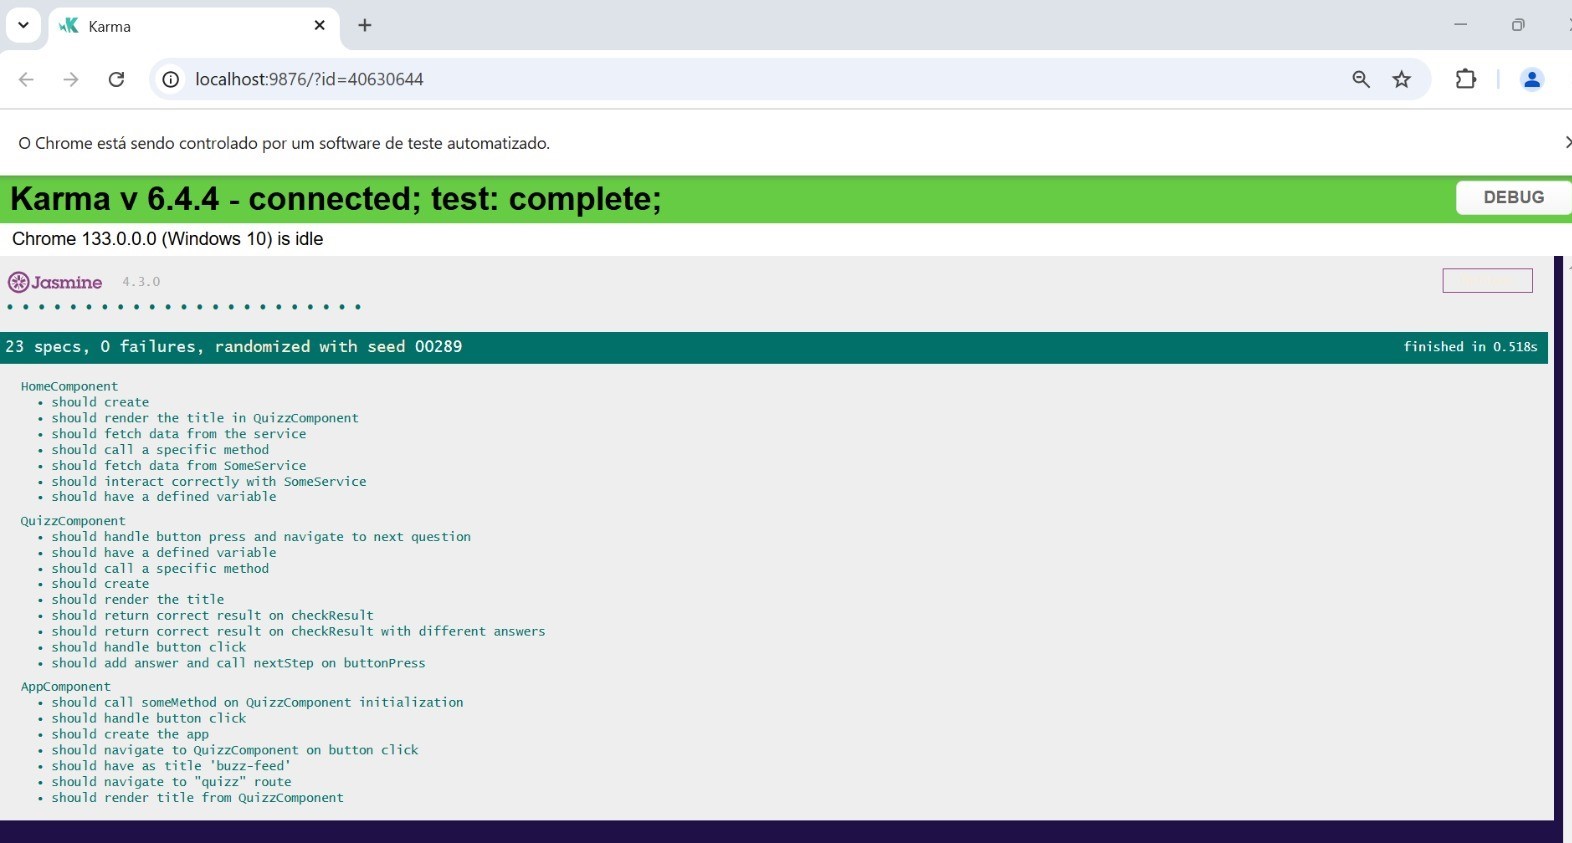 Karma
localhost:9876/?id=40630644
O Chrome está sendo controlado por um software de teste automatizado.
Karma v 6.4.4 - connected; test: complete;
DEBUG
Chrome 133.0.0.0 (Windows 10) is idle
Jasmine 4.3.0
23 specs, 0 failures, randomized with seed 00289
finished in 0.518s
HomeComponent
• should create
• should render the title in QuizzComponent
• should fetch data from the service
• should call a specific method
• should fetch data from SomeService
• should interact correctly with SomeService
• should have a defined variable
QuizzComponent
• should handle button press and navigate to next question
• should have a defined variable
• should call a specific method
• should create
• should render the title
• should return correct result on checkResult
• should return correct result on checkResult with different answers
• should handle button click
• should add answer and call nextStep on buttonPress
AppComponent
• should call someMethod on QuizzComponent initialization
• should handle button click
• should create the app
• should navigate to QuizzComponent on button click
• should have as title 'buzz-feed'
• should navigate to "quizz" route
• should render title from QuizzComponent